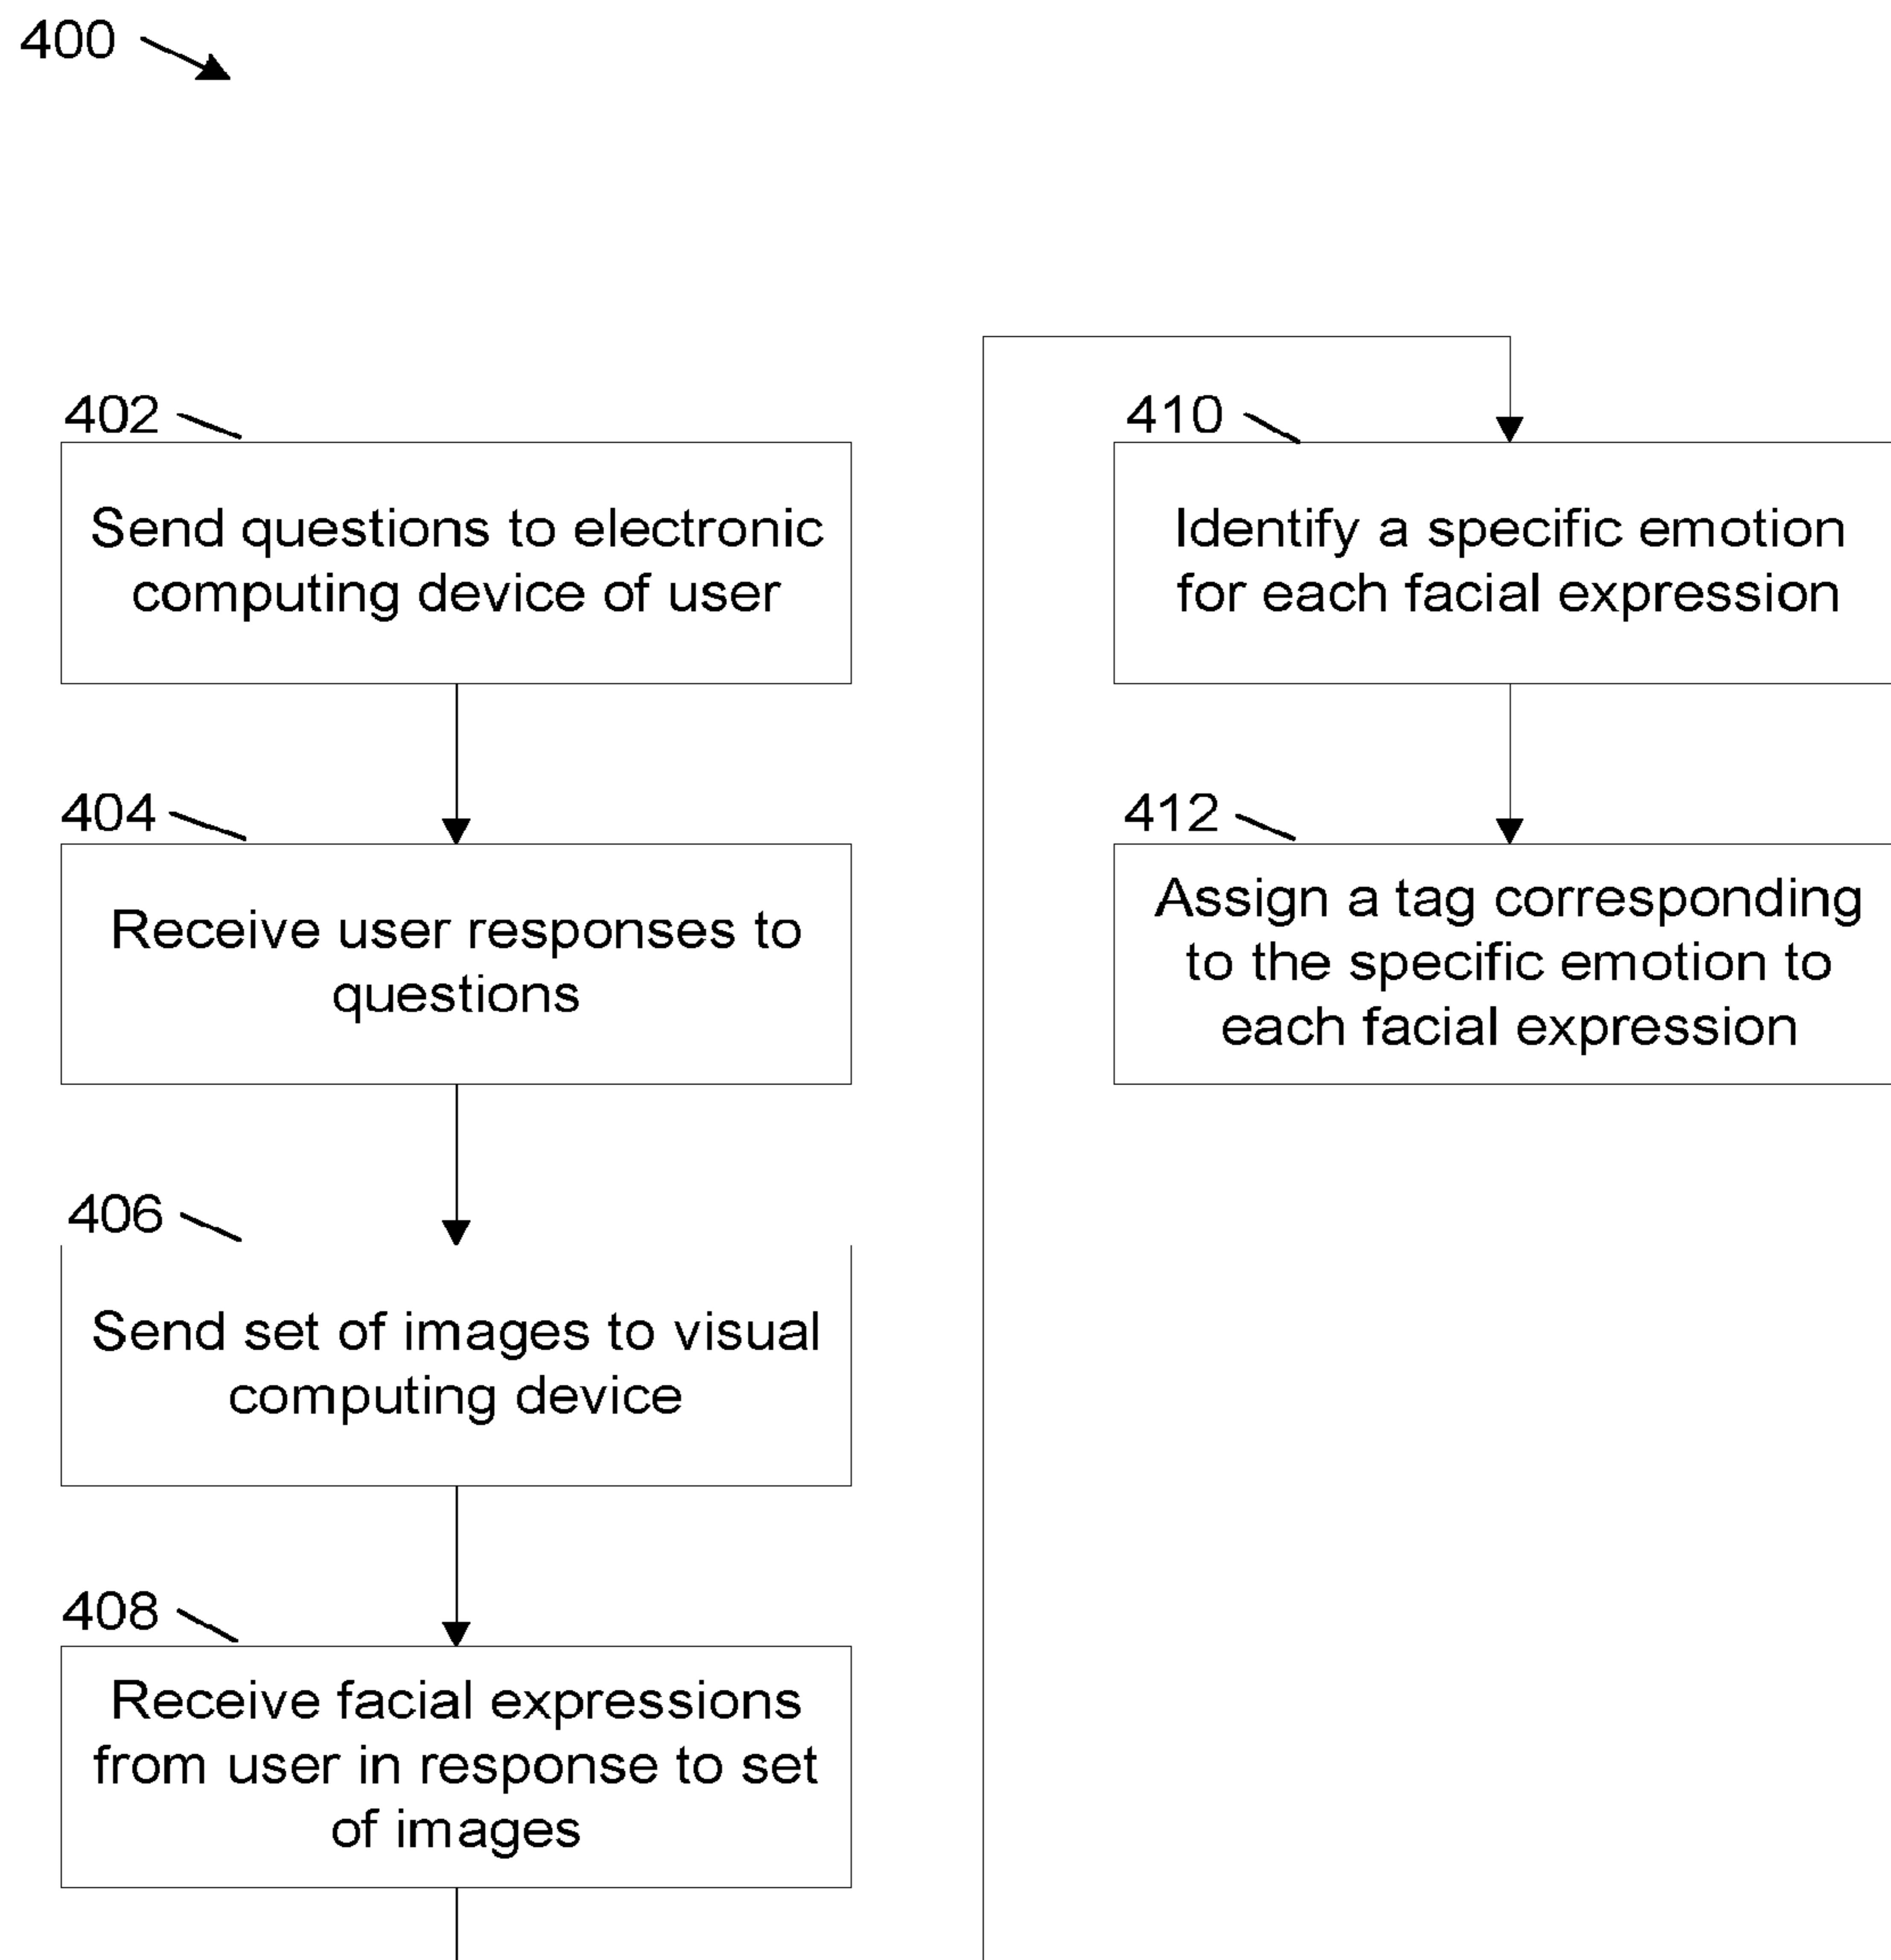 400
402
Send questions to electronic
computing device of user
404
Receive user responses to
questions
406
Send set of images to visual
computing device
408
Receive facial expressions
from user in response to set
of images
410
Identify a specific emotion
for each facial expression
412
Assign a tag corresponding
to the specific emotion to
each facial expression